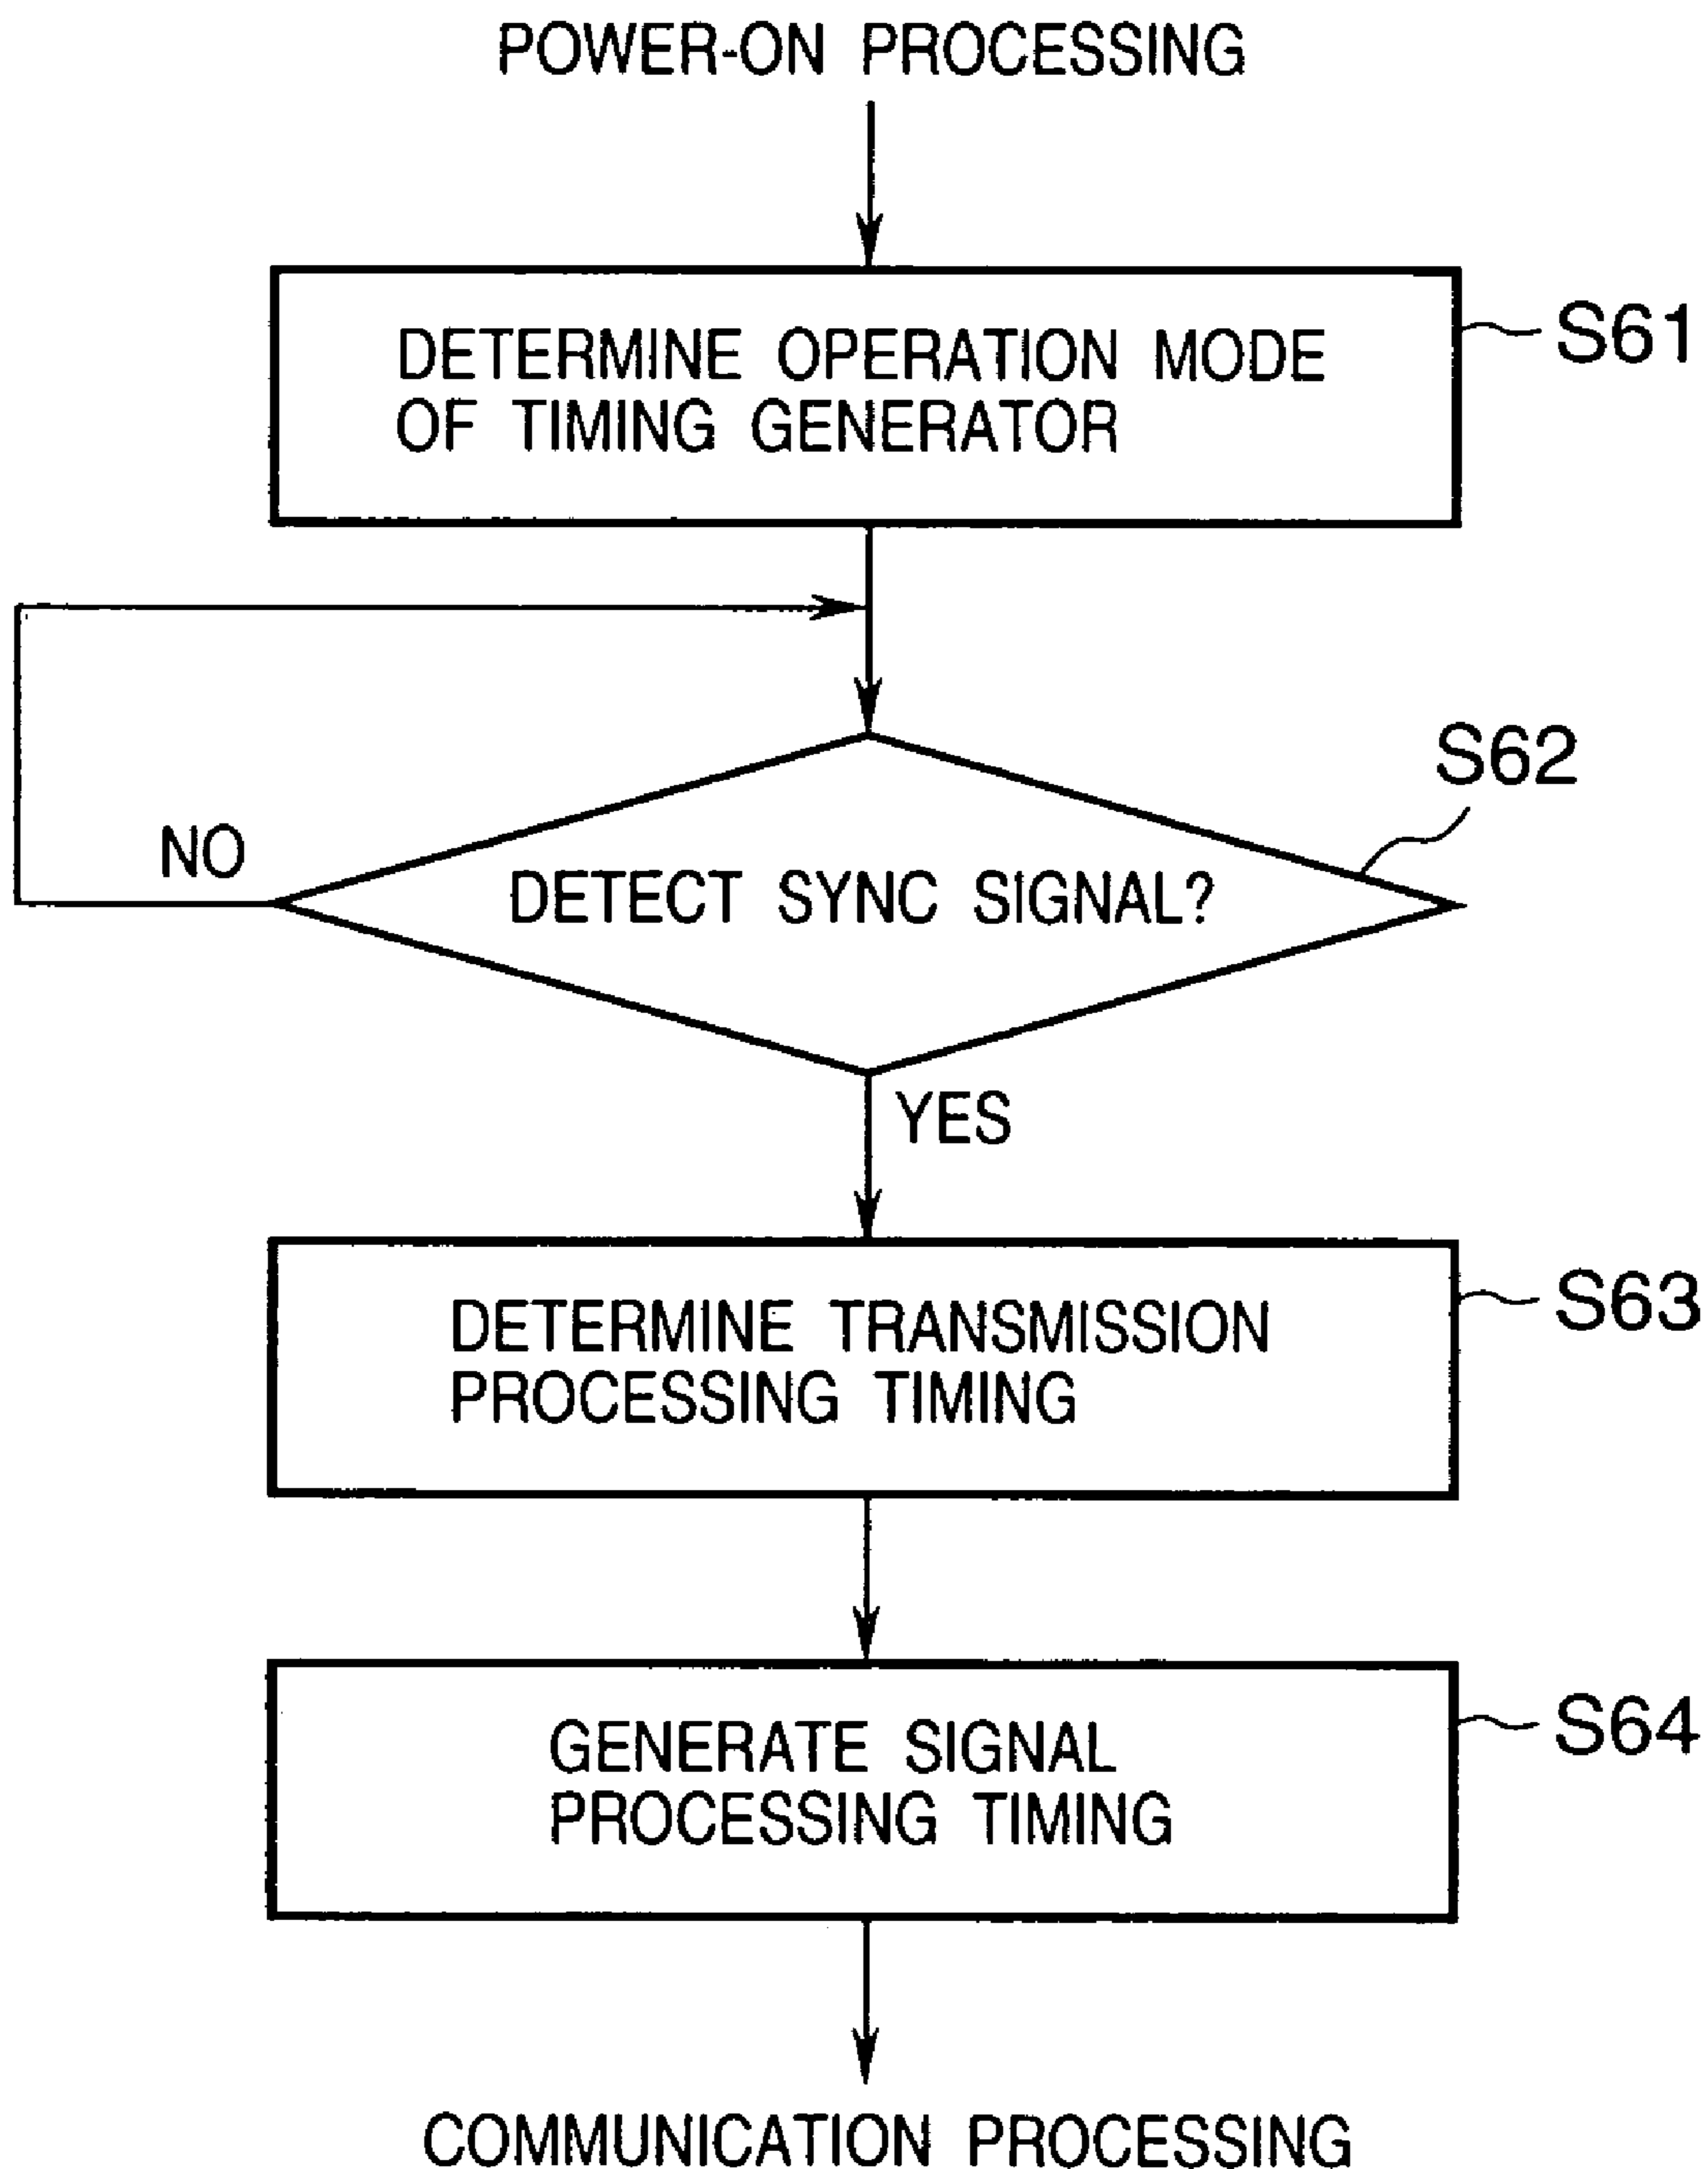 POWER-ON PROCESSING
DETERMINE OPERATION MODE
OF TIMING GENERATOR
S61
S62
NO
DETECT SYNC SIGNAL?
YES
DETERMINE TRANSMISSION
PROCESSING TIMING
S63
GENERATE SIGNAL
PROCESSING TIMING
S64
COMMUNICATION PROCESSING